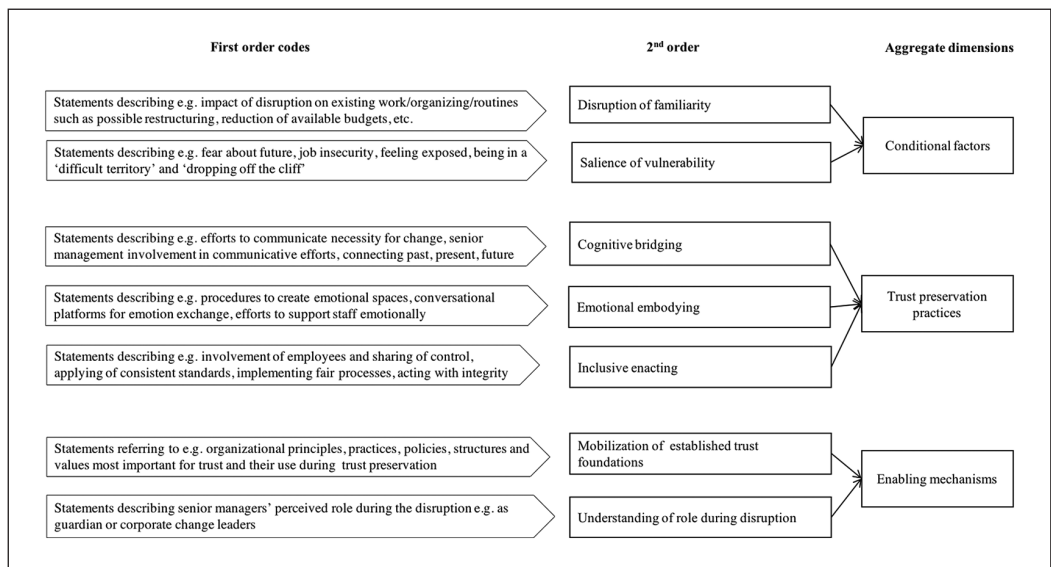 First order codes
2nd order
Aggregate dimensions
Statements describing e.g. impact of disruption on existing work/organizing/routines
such as possible restructuring, reduction of available budgets, etc.
Disruption of familiarity
Statements describing e.g. fear about future, job insecurity, feeling exposed, being in a
‘difficult territory’ and ‘dropping off the cliff’
Salience of vulnerability
Conditional factors
Statements describing e.g. efforts to communicate necessity for change, senior
management involvement in communicative efforts, connecting past, present, future
Cognitive bridging
Statements describing e.g. procedures to create emotional spaces, conversational
platforms for emotion exchange, efforts to support staff emotionally
Emotional embodying
Statements describing e.g. involvement of employees and sharing of control,
applying of consistent standards, implementing fair processes, acting with integrity
Inclusive enacting
Trust preservation
practices
Statements referring to e.g. organizational principles, practices, policies, structures and
values most important for trust and their use during trust preservation
Mobilization of established trust
foundations
Statements describing senior managers’ perceived role during the disruption e.g. as
guardian or corporate change leaders
Understanding of role during disruption
Enabling mechanisms